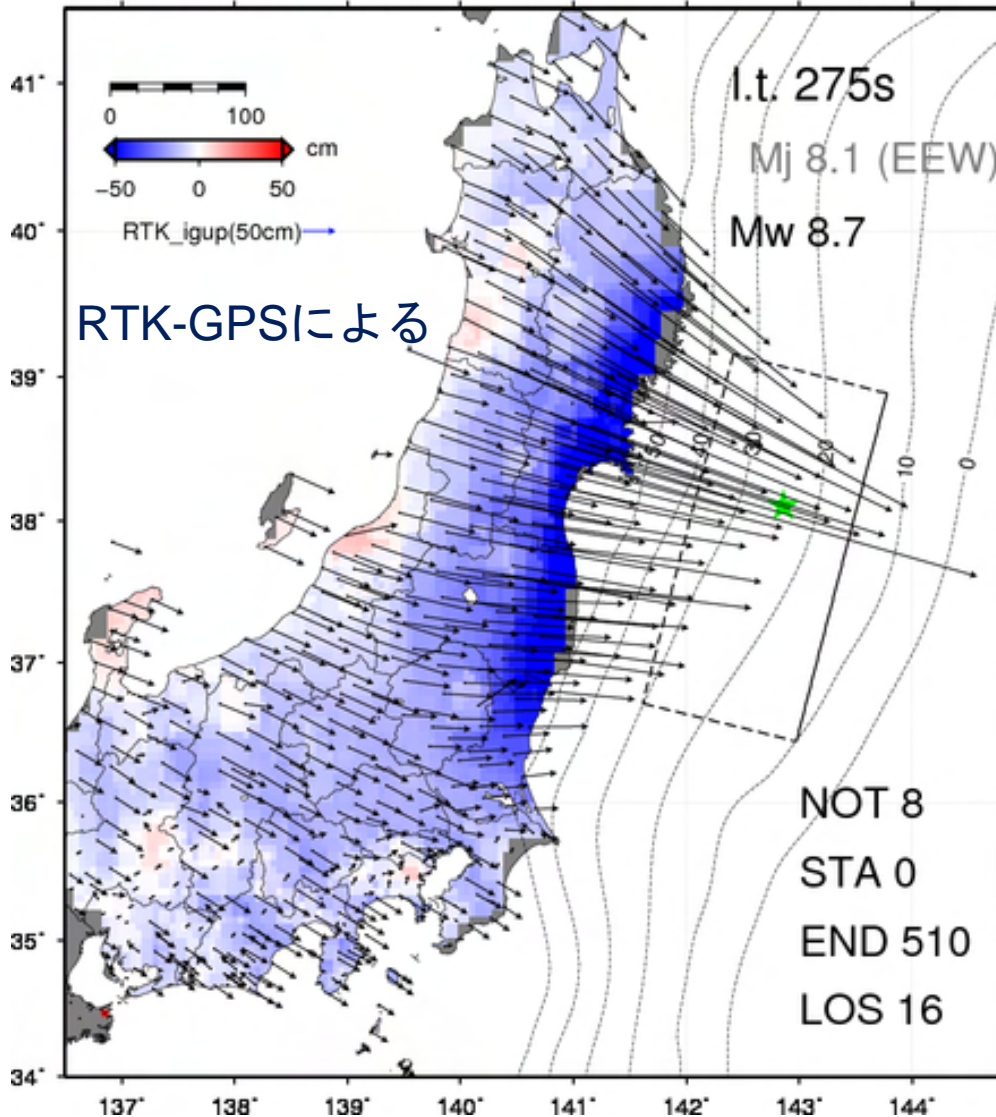 41°
40°
39°
38°
37°
36°
35°
34°
0 100
cm
−50 0 50
RTK_igup(50cm)
RTK-GPSによる
I.t. 275s
Mj 8.1 (EEW)
Mw 8.7
50 40 30 20 10 0
NOT 8
STA 0
END 510
LOS 16
137° 138° 139° 140° 141° 142° 143° 144°